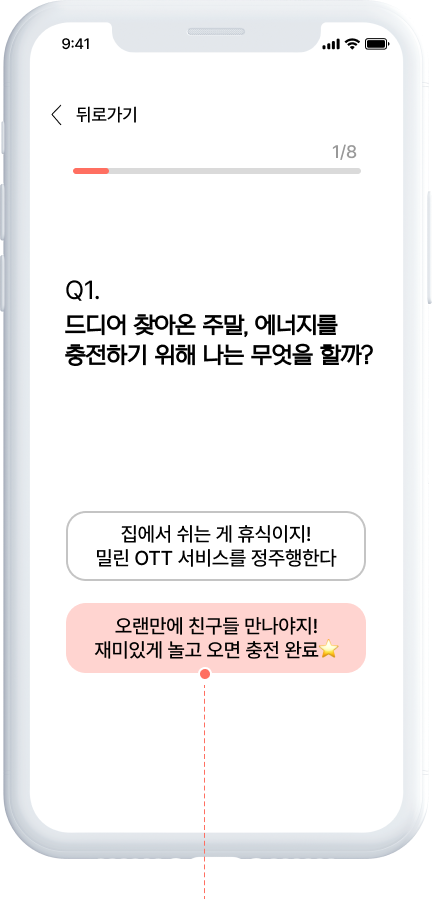 9:41
뒤로가기
1/8
Q1.
드디어 찾아온 주말, 에너지를
충전하기 위해 나는 무엇을 할까?
집에서 쉬는 게 휴식이지!
밀린 OTT 서비스를 정주행한다
오랜만에 친구들 만나야지!
재미있게 놀고 오면 충전 완료⭐